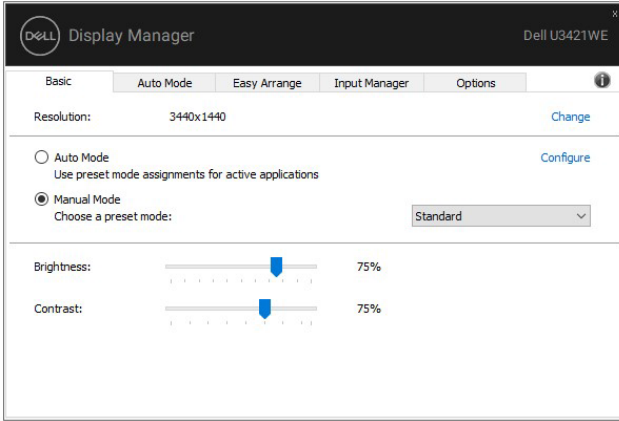 DELL Display Manager Dell U3421WE
x
Basic Auto Mode Easy Arrange Input Manager Options i
Resolution: 3440x1440 Change
Auto Mode Configure
Use preset mode assignments for active applications
Manual Mode
Choose a preset mode: Standard
Brightness: 75%
Contrast: 75%